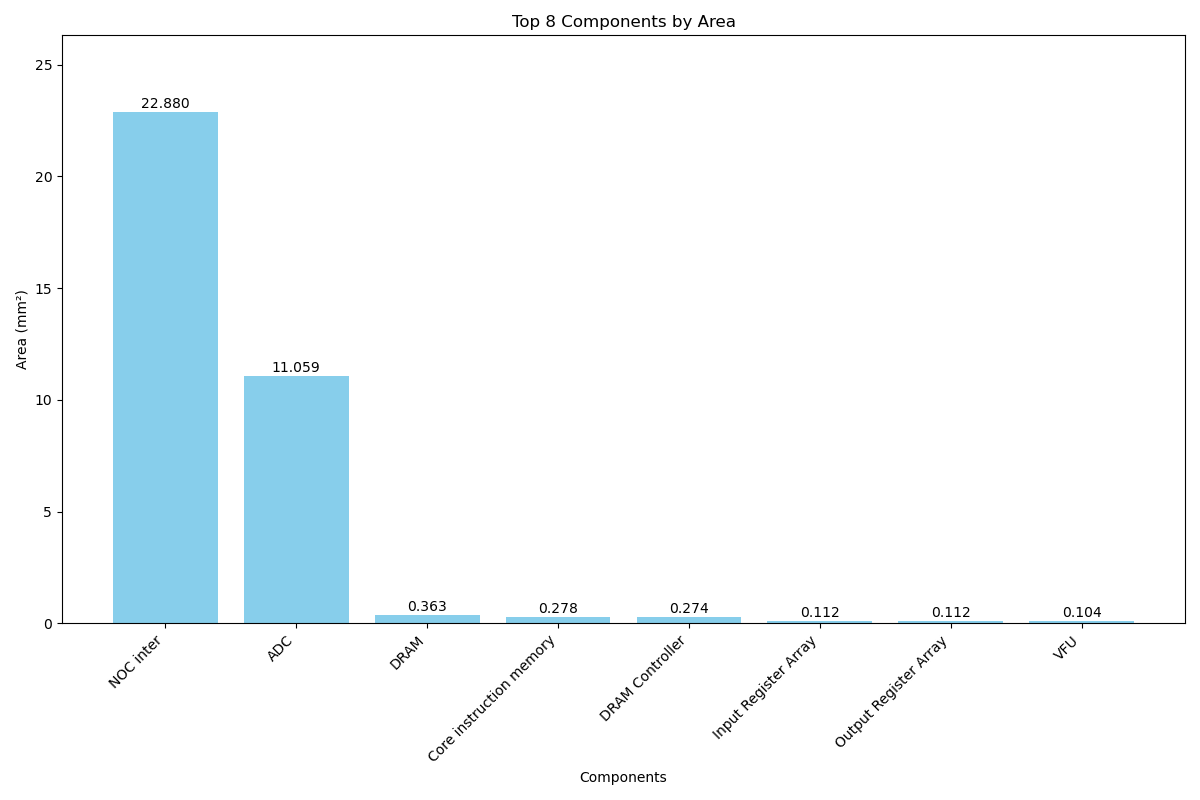 Top 8 Components by Area
Area (mm²)
25
20
15
10
5
0
22.880
11.059
0.363
0.278
0.274
0.112
0.112
0.104
NOC inter
ADC
DRAM
Core instruction memory
DRAM Controller
Input Register Array
Output Register Array
VFU
Components